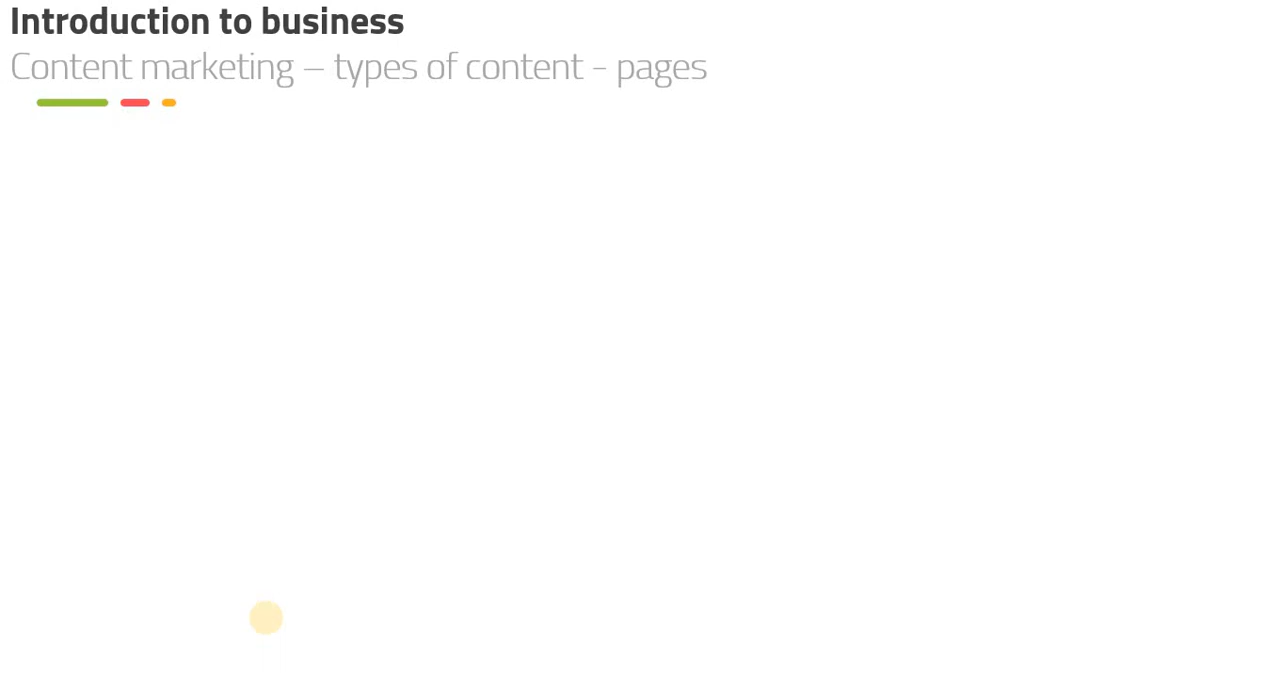 Introduction to business
Content marketing – types of content - pages